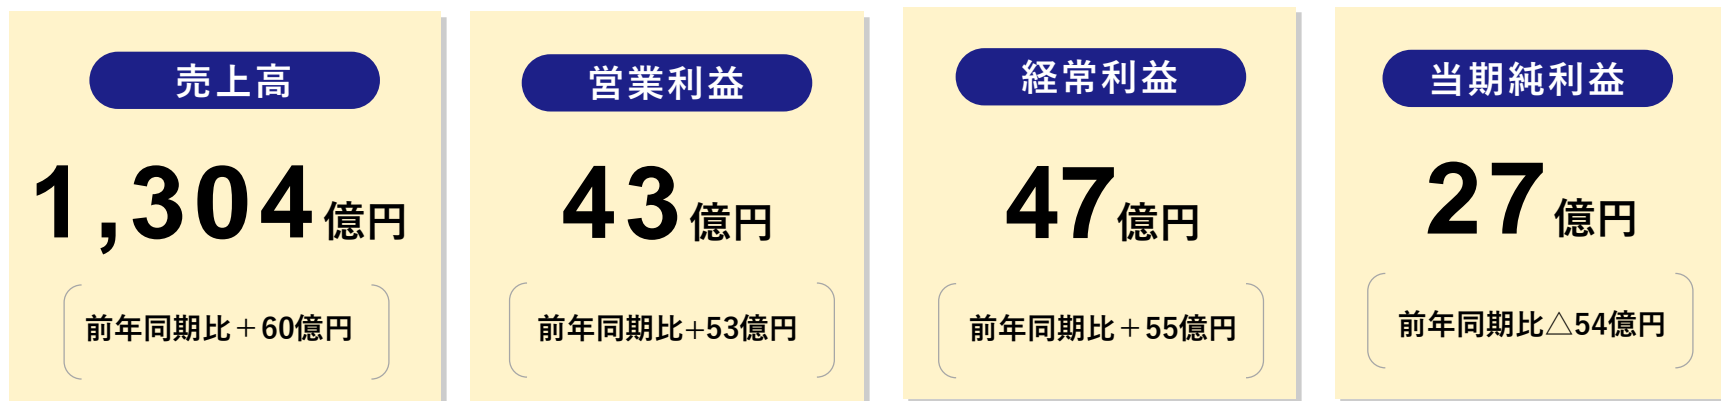 売上高
1,304億円
前年同期比＋60億円
営業利益
43億円
前年同期比+53億円
経常利益
47億円
前年同期比＋55億円
当期純利益
27億円
前年同期比△54億円